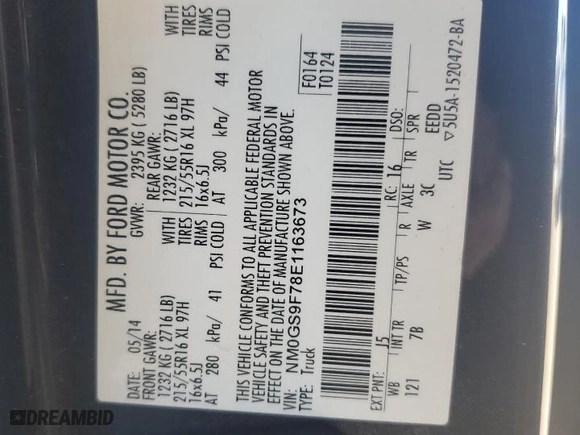 MFD. BY FORD MOTOR CO.
DATE: 05/14 GVWR: 2395 KG ( 5280 LB)
FRONT GAWR: REAR GAWR:
1232 KG ( 2716 LB) 1232 KG ( 2716 LB) WITH
215/55R16 XL 97H TIRES 215/55R16 XL 97H TIRES
16x6.5J RIMS 16x6.5J RIMS
AT 280 kPa/ 41 PSI COLD AT 300 kPa/ 44 PSI COLD
THIS VEHICLE CONFORMS TO ALL APPLICABLE FEDERAL MOTOR
VEHICLE SAFETY AND THEFT PREVENTION STANDARDS IN
EFFECT ON THE DATE OF MANUFACTURE SHOWN ABOVE.
VIN: NM0GS9F78E1163673 F0164
TYPE: Truck T0124
EXT PNT: J5 RC: 16 DSO:
WB INT TR TP/PS R AXLE TR SPR
121 7B W 3C EEDD
UTC ▽5U5A-1520472-BA
DREAMBID